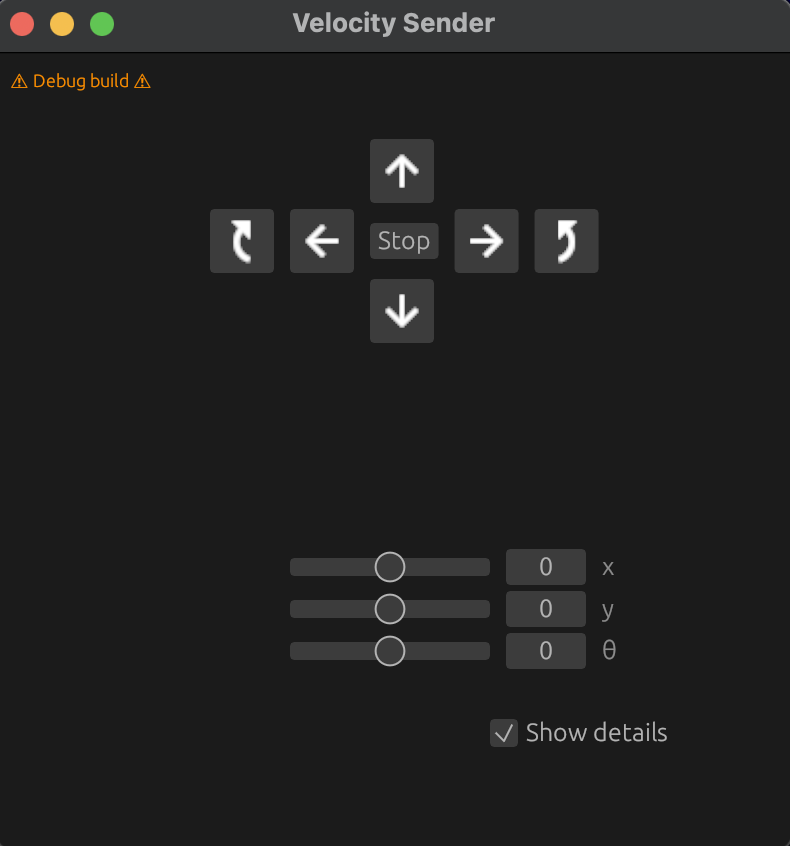 Velocity Sender
⚠ Debug build ⚠
Stop
0 x
0 y
0 θ
Show details